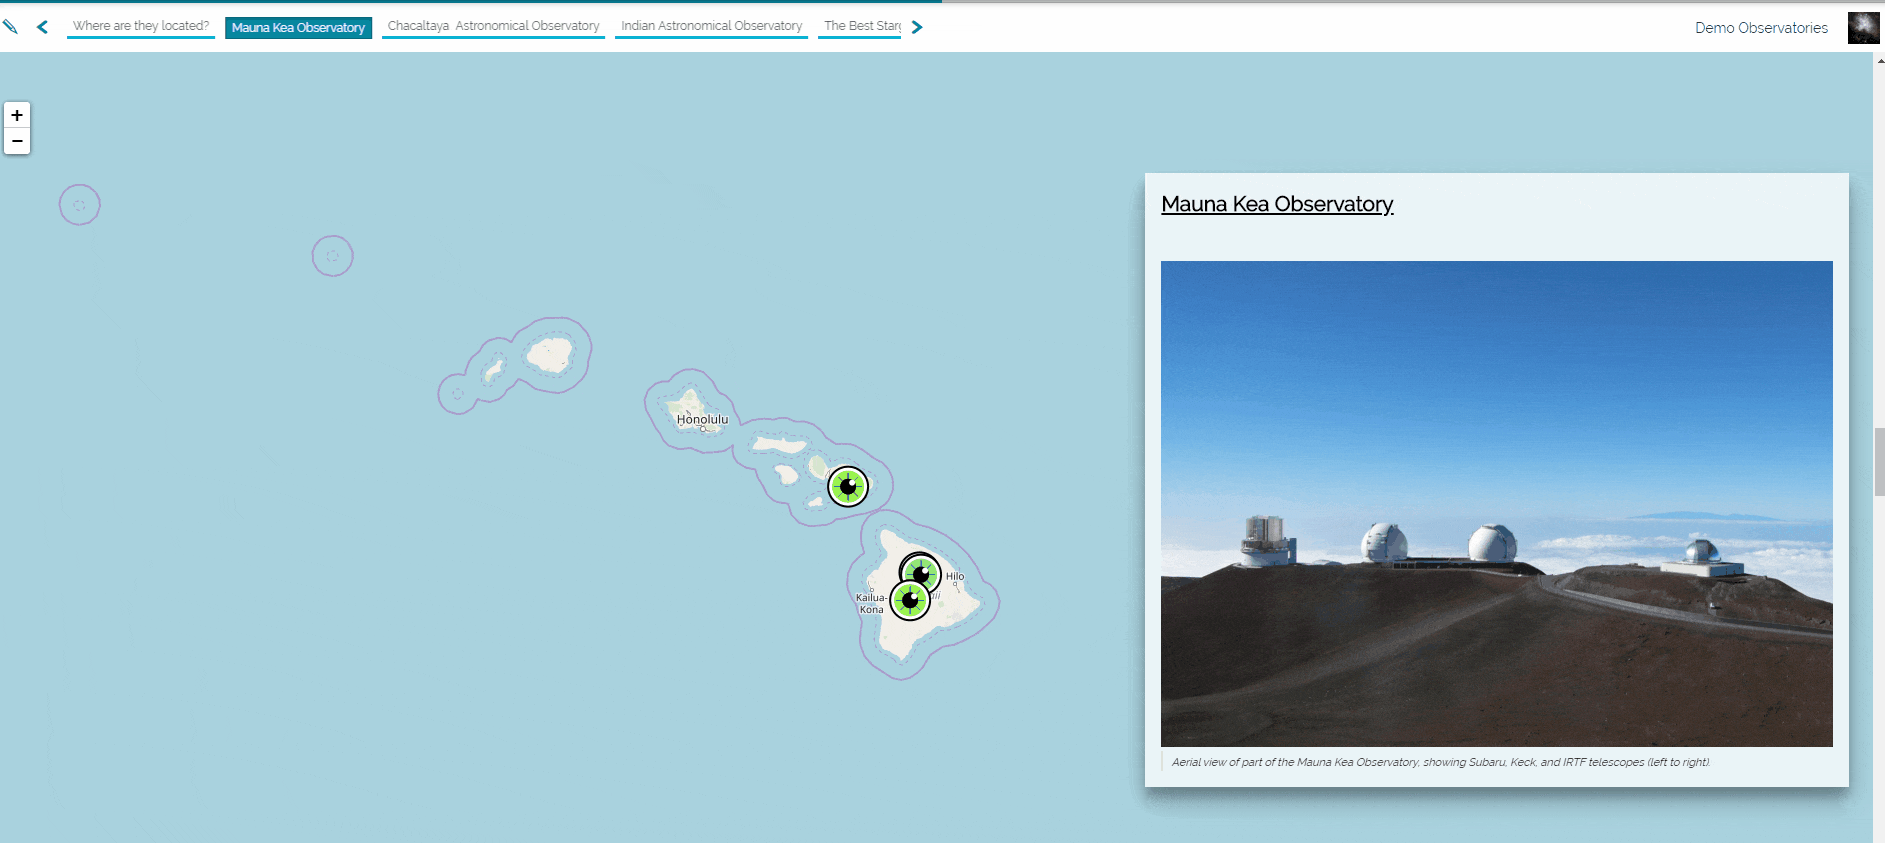 Where are they located?
Mauna Kea Observatory
Chacaltaya  Astronomical Observatory
Indian Astronomical Observatory
The Best Starg
Demo Observatories
+
−
Mauna Kea Observatory
Honolulu
Hilo
Kailua-
Kona
Aerial view of part of the Mauna Kea Observatory, showing Subaru, Keck, and IRTF telescopes (left to right).